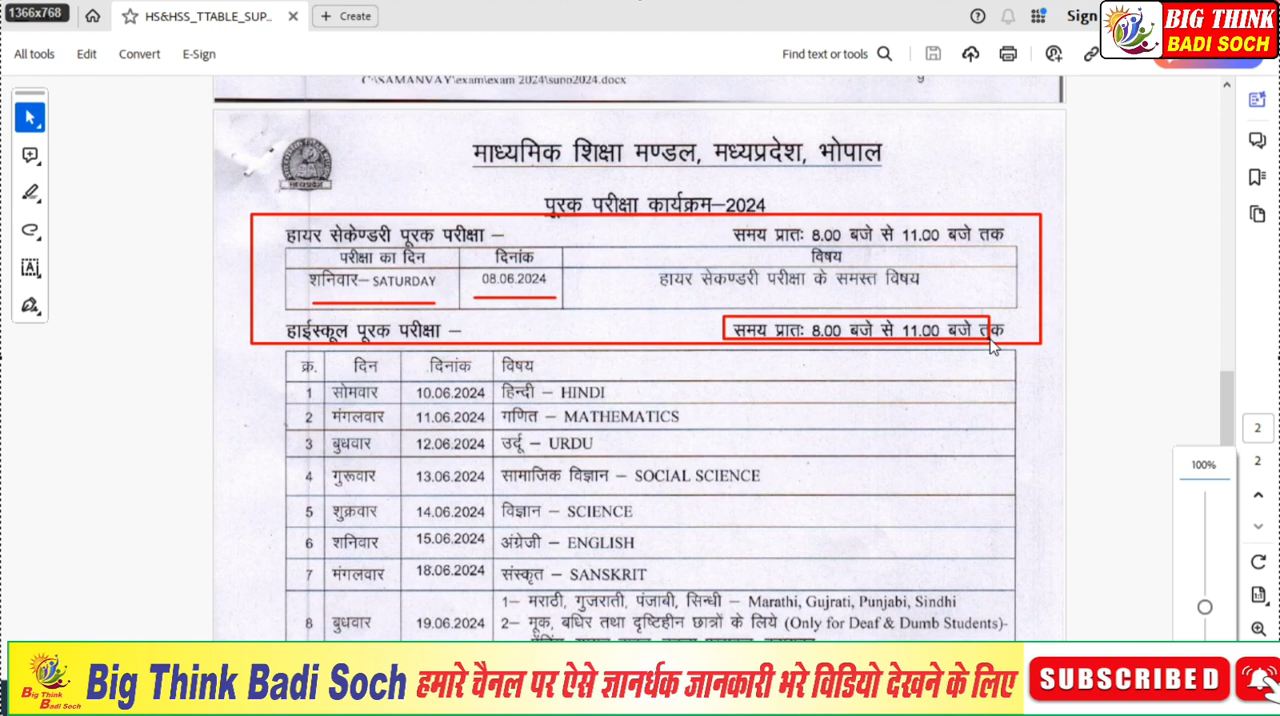 1366x768
HS&HSS_TTABLE_SUP...
Create
Sign
BIG THINK
BADI SOCH
All tools Edit Convert E-Sign
Find text or tools
C:\SAMANVAY\exam\exam 2024\supp2024.docx 9
माध्यमिक शिक्षा मण्डल, मध्यप्रदेश, भोपाल
पूरक परीक्षा कार्यक्रम–2024
हायर सेकेण्डरी पूरक परीक्षा – समय प्रातः 8.00 बजे से 11.00 बजे तक
परीक्षा का दिन दिनांक विषय
शनिवार– SATURDAY 08.06.2024 हायर सेकण्डरी परीक्षा के समस्त विषय
हाईस्कूल पूरक परीक्षा – समय प्रातः 8.00 बजे से 11.00 बजे तक
क्र. दिन दिनांक विषय
1 सोमवार 10.06.2024 हिन्दी – HINDI
2 मंगलवार 11.06.2024 गणित – MATHEMATICS
3 बुधवार 12.06.2024 उर्दू – URDU
4 गुरूवार 13.06.2024 सामाजिक विज्ञान – SOCIAL SCIENCE
5 शुक्रवार 14.06.2024 विज्ञान – SCIENCE
6 शनिवार 15.06.2024 अंग्रेजी – ENGLISH
7 मंगलवार 18.06.2024 संस्कृत – SANSKRIT
8 बुधवार 19.06.2024 1– मराठी, गुजराती, पंजाबी, सिन्धी – Marathi, Gujrati, Punjabi, Sindhi
2– मूक, बधिर तथा दृष्टिहीन छात्रों के लिये (Only for Deaf & Dumb Students)-
2
2
100%
Big Think Badi Soch
Big Think Badi Soch हमारे चैनल पर ऐसे ज्ञानर्धक जानकारी भरे विडियो देखने के लिए
SUBSCRIBED